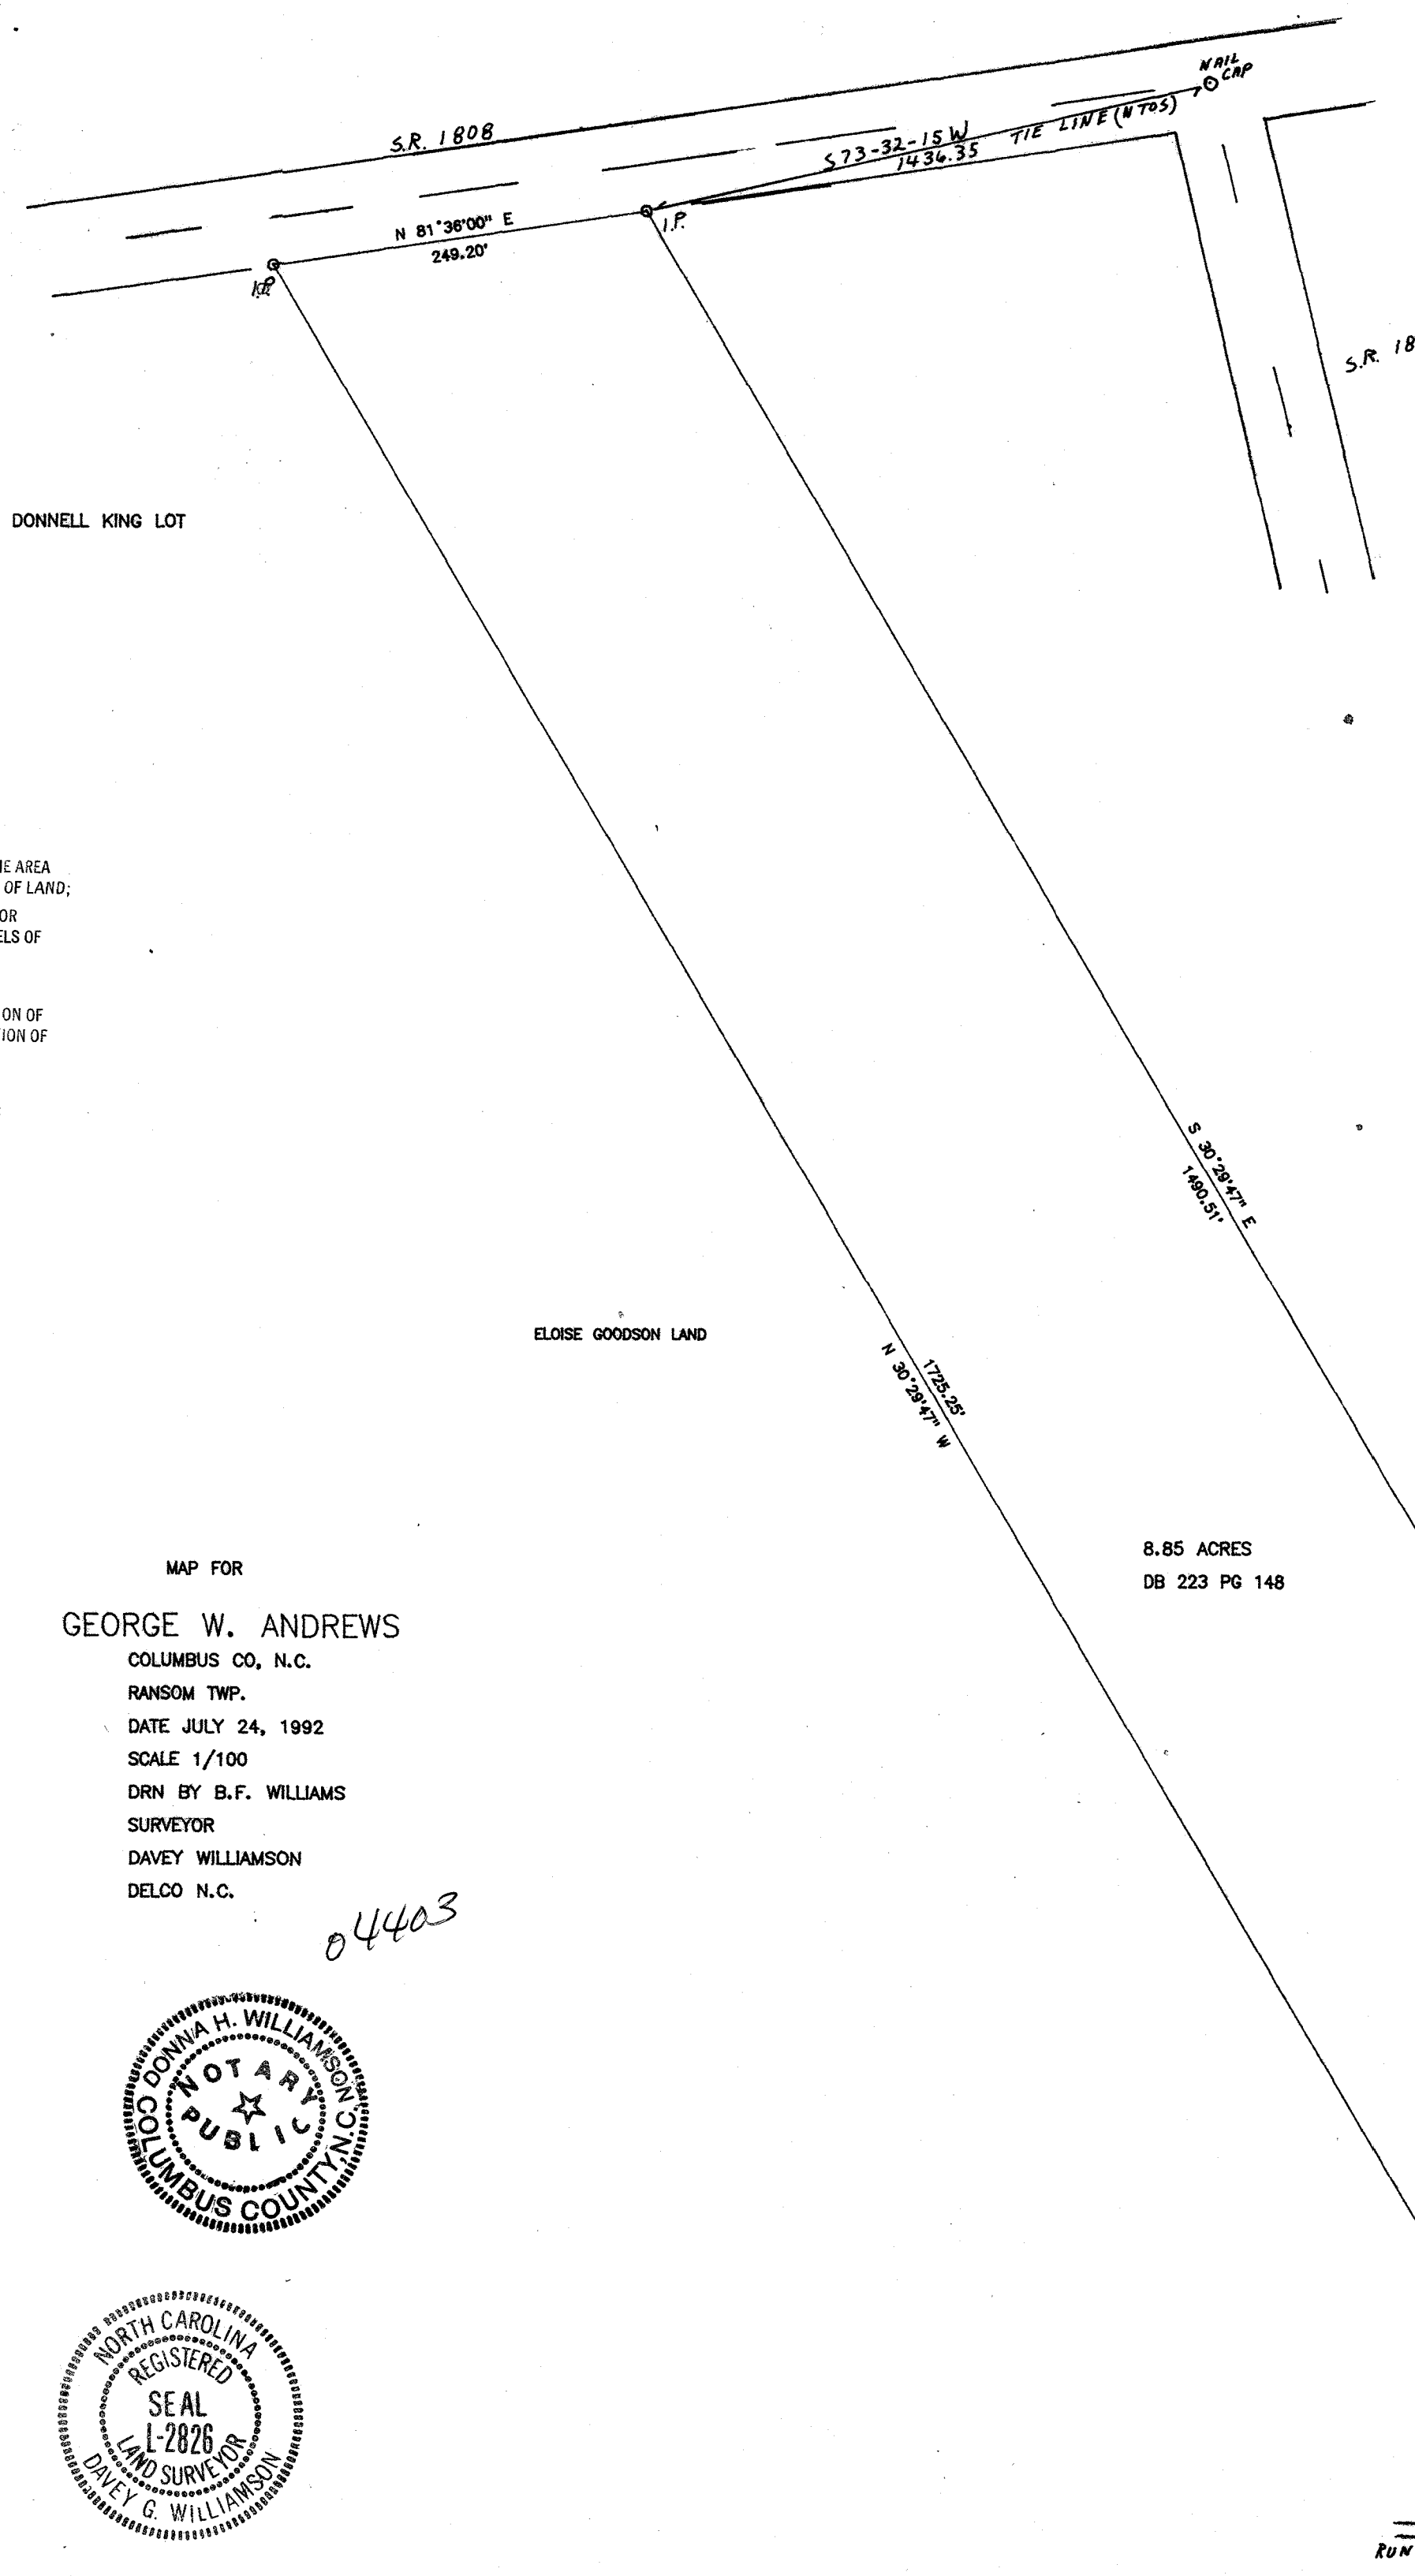 NAIL
CAP
S.R. 1808
S 73-32-15 W
1436.35
TIE LINE (NTOS)
N 81°36'00" E
249.20'
I.P.
I.P.
S.R. 18
DONNELL KING LOT
IE AREA
OF LAND;
OR
ELS OF
ON OF
ION OF
S 30°29'47" E
1490.51'
ELOISE GOODSON LAND
1725.25'
N 30°29'47" W
8.85 ACRES
DB 223 PG 148
MAP FOR
GEORGE W. ANDREWS
COLUMBUS CO, N.C.
RANSOM TWP.
DATE JULY 24, 1992
SCALE 1/100
DRN BY B.F. WILLIAMS
SURVEYOR
DAVEY WILLIAMSON
DELCO N.C.
04403
DONNA H. WILLIAMSON
NOTARY
PUBLIC
COLUMBUS COUNTY, N.C.
NORTH CAROLINA
REGISTERED
SEAL
L-2826
LAND SURVEYOR
DAVEY G. WILLIAMSON
RUN